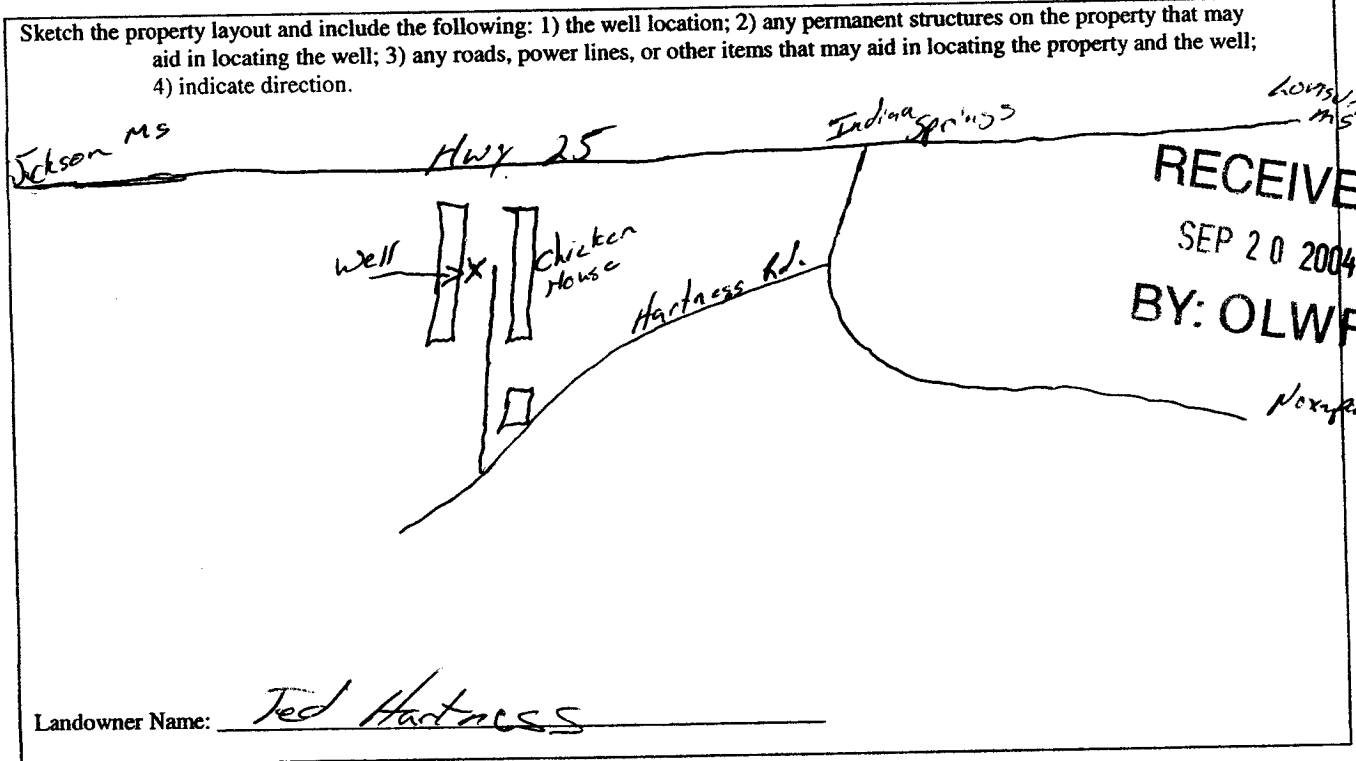 Sketch the property layout and include the following: 1) the well location; 2) any permanent structures on the property that may
aid in locating the well; 3) any roads, power lines, or other items that may aid in locating the property and the well;
4) indicate direction.
Jckson MS
Hwy. 25
Indian Springs
MS
RECEIVE
SEP 20 2004
BY: OLWR
Well
X
Chicken
House
Hartness Rd.
Landowner Name: Ted Hartness